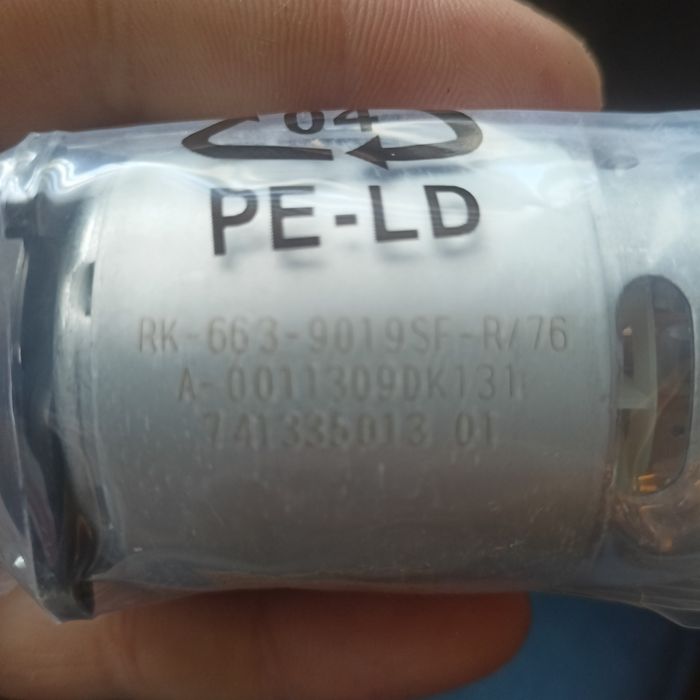 04
PE-LD
RK-663-9019SF-R/76
A-0011309DK131
741335013 01